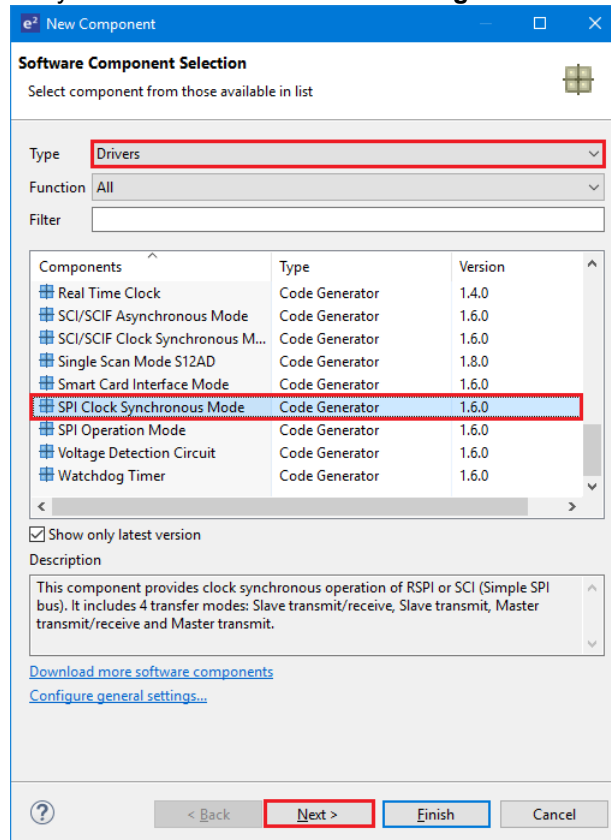 e² New Component
Software Component Selection
Select component from those available in list
Type Drivers
Function All
Filter
Components Type Version
Real Time Clock Code Generator 1.4.0
SCI/SCIF Asynchronous Mode Code Generator 1.6.0
SCI/SCIF Clock Synchronous M... Code Generator 1.6.0
Single Scan Mode S12AD Code Generator 1.8.0
Smart Card Interface Mode Code Generator 1.6.0
SPI Clock Synchronous Mode Code Generator 1.6.0
SPI Operation Mode Code Generator 1.6.0
Voltage Detection Circuit Code Generator 1.6.0
Watchdog Timer Code Generator 1.6.0
Show only latest version
Description
This component provides clock synchronous operation of RSPI or SCI (Simple SPI
bus). It includes 4 transfer modes: Slave transmit/receive, Slave transmit, Master
transmit/receive and Master transmit.
Download more software components
Configure general settings...
? < Back Next > Finish Cancel